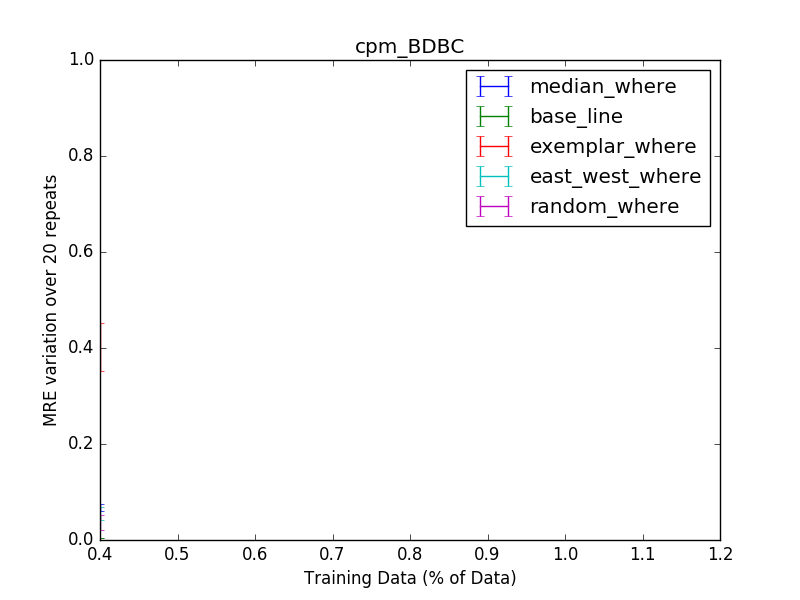 cpm_BDBC
1.0
0.8
0.6
0.4
0.2
0.0
MRE variation over 20 repeats
median_where
base_line
exemplar_where
east_west_where
random_where
0.4 0.5 0.6 0.7 0.8 0.9 1.0 1.1 1.2
Training Data (% of Data)